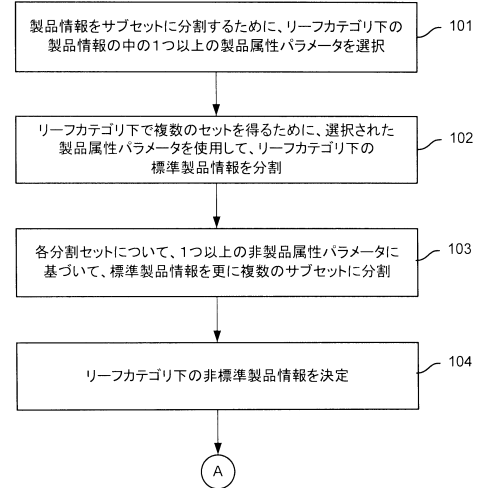 製品情報をサブセットに分割するために、リーフカテゴリ下の
製品情報の中の1つ以上の製品属性パラメータを選択
101
リーフカテゴリ下で複数のセットを得るために、選択された
製品属性パラメータを使用して、リーフカテゴリ下の
標準製品情報を分割
102
各分割セットについて、1つ以上の非製品属性パラメータに
基づいて、標準製品情報を更に複数のサブセットに分割
103
リーフカテゴリ下の非標準製品情報を決定
104
A